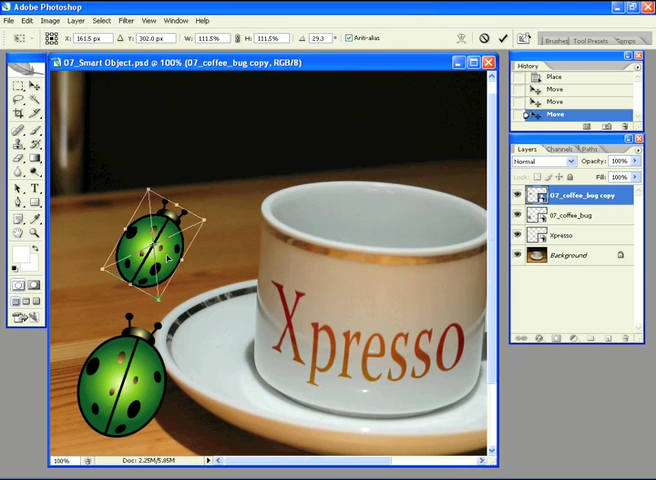 Adobe Photoshop
File Edit Image Layer Select Filter View Window Help
X: 161.5 px Y: 302.0 px W: 111.5% H: 111.5% 29.3 Anti-alias
Brushes Tool Presets Comps
07_Smart Object.psd @ 100% (07_coffee_bug copy, RGB/8)
History
Place
Move
Move
Move
Layers Channels Paths
Normal Opacity: 100%
Lock: Fill: 100%
07_coffee_bug copy
07_coffee_bug
Xpresso
Background
Xpresso
100% Doc: 2.25M/5.85M